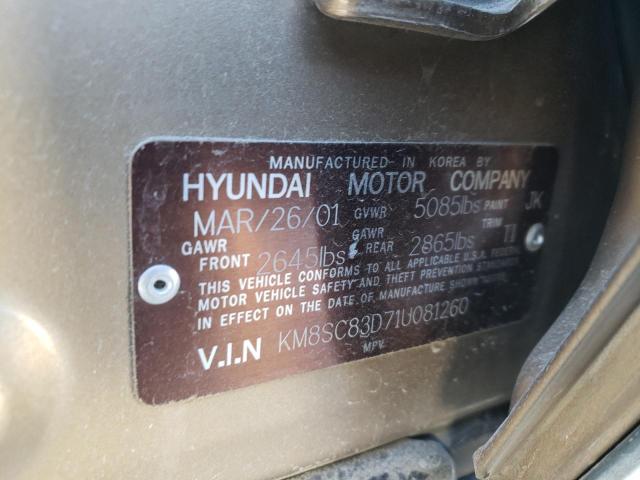 MANUFACTURED IN KOREA BY
HYUNDAI MOTOR COMPANY
MAR/26/01 GVWR 5085lbs PAINT JK
GAWR FRONT 2645lbs GAWR REAR 2865lbs TRIM TI
THIS VEHICLE CONFORMS TO ALL APPLICABLE U.S.A. FEDERAL
MOTOR VEHICLE SAFETY AND THEFT PREVENTION STANDARDS
IN EFFECT ON THE DATE OF MANUFACTURE SHOWN ABOVE
V.I.N KM8SC83D71U081260
MPV